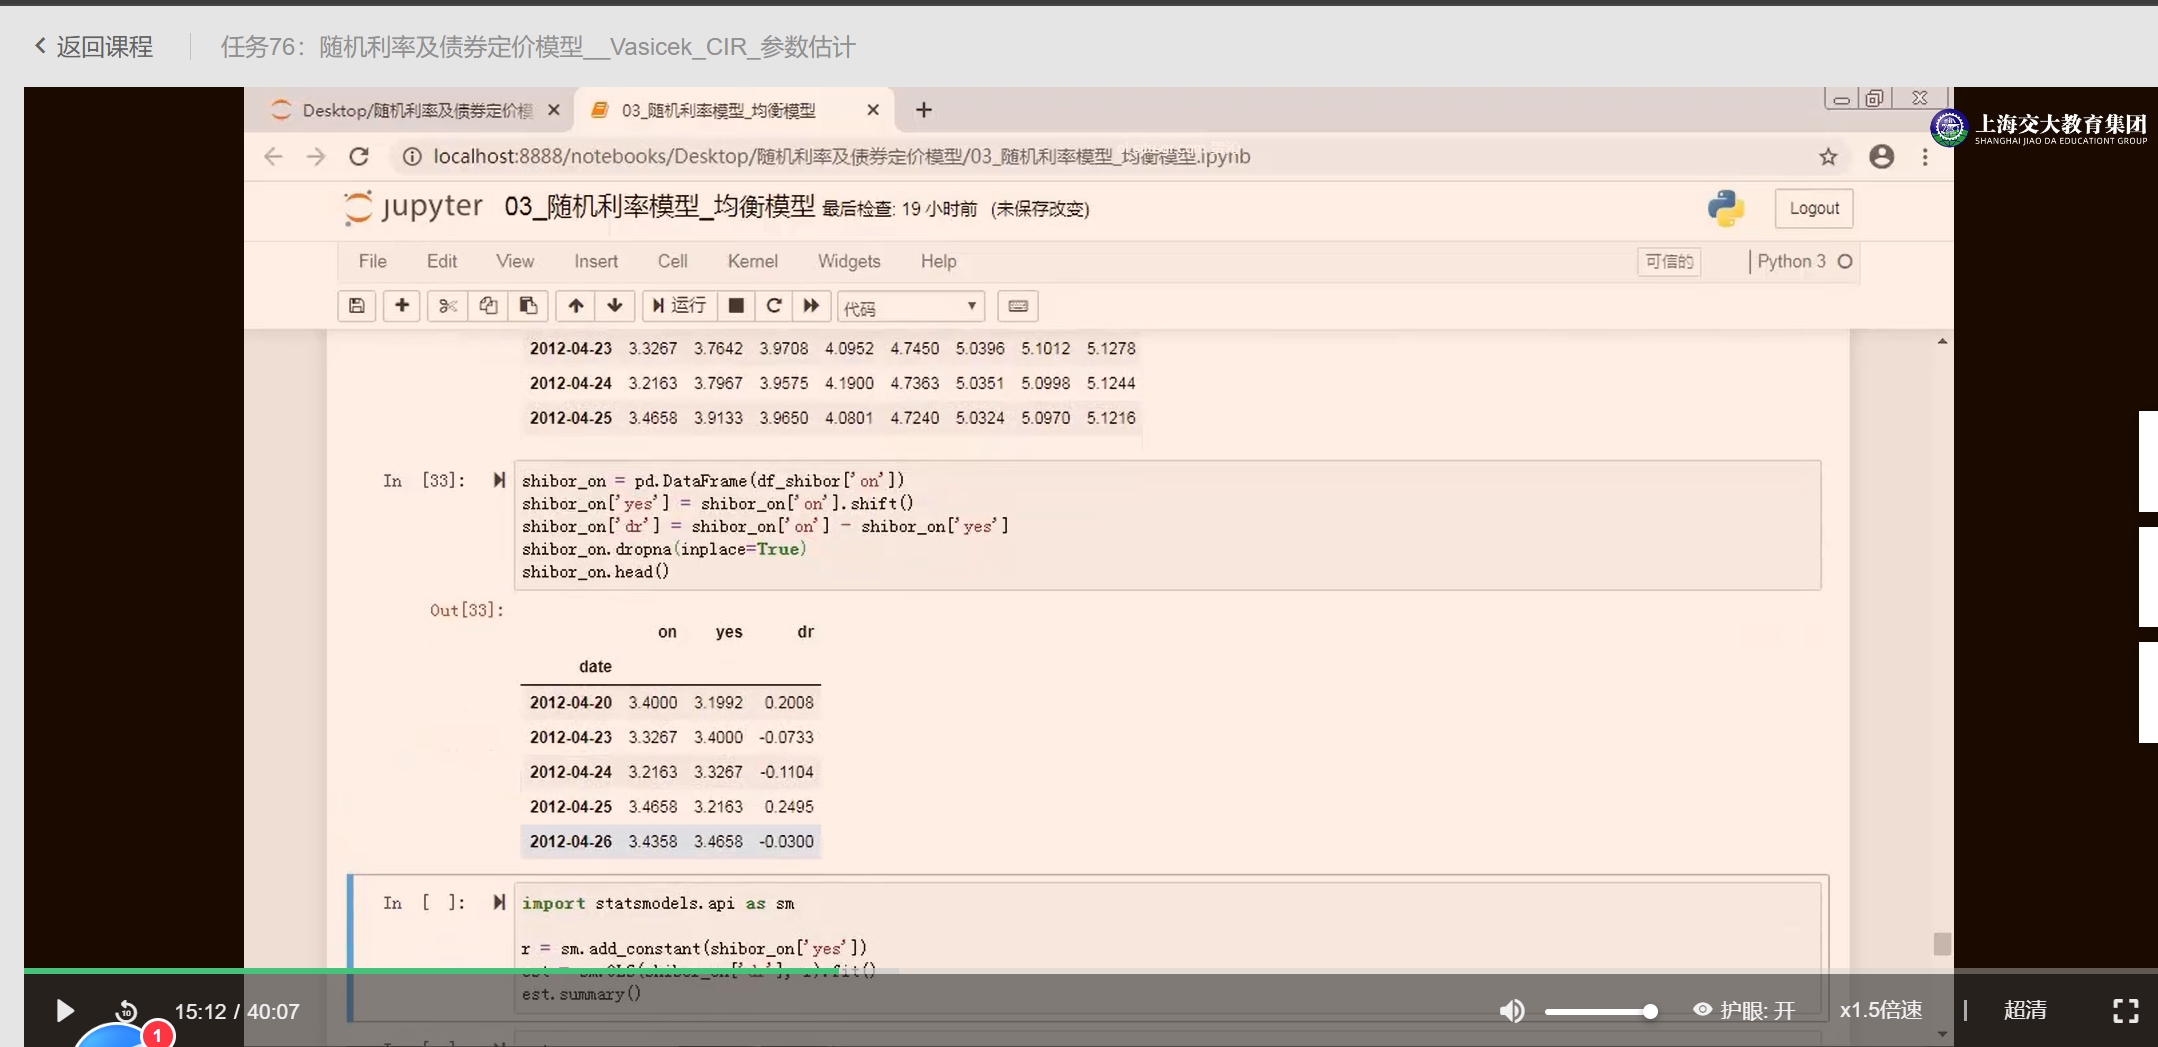 返回课程
任务76：随机利率及债券定价模型__Vasicek_CIR_参数估计
Desktop/随机利率及债券定价模
03_随机利率模型_均衡模型
上海交大教育集团
SHANGHAI JIAO DA EDUCATIONT GROUP
localhost:8888/notebooks/Desktop/随机利率及债券定价模型/03_随机利率模型_均衡模型.ipynb
jupyter 03_随机利率模型_均衡模型 最后检查: 19 小时前 (未保存改变)
Logout
File Edit View Insert Cell Kernel Widgets Help
可信的 Python 3
运行 代码
2012-04-23 3.3267 3.7642 3.9708 4.0952 4.7450 5.0396 5.1012 5.1278
2012-04-24 3.2163 3.7967 3.9575 4.1900 4.7363 5.0351 5.0998 5.1244
2012-04-25 3.4658 3.9133 3.9650 4.0801 4.7240 5.0324 5.0970 5.1216
In [33]: shibor_on = pd.DataFrame(df_shibor['on'])
shibor_on['yes'] = shibor_on['on'].shift()
shibor_on['dr'] = shibor_on['on'] - shibor_on['yes']
shibor_on.dropna(inplace=True)
shibor_on.head()
Out[33]:
on yes dr
date
2012-04-20 3.4000 3.1992 0.2008
2012-04-23 3.3267 3.4000 -0.0733
2012-04-24 3.2163 3.3267 -0.1104
2012-04-25 3.4658 3.2163 0.2495
2012-04-26 3.4358 3.4658 -0.0300
In [ ]: import statsmodels.api as sm
r = sm.add_constant(shibor_on['yes'])
est = sm.OLS(shibor_on['dr'], r).fit()
est.summary()
10 15:12 / 40:07
护眼: 开 x1.5倍速 超清
1